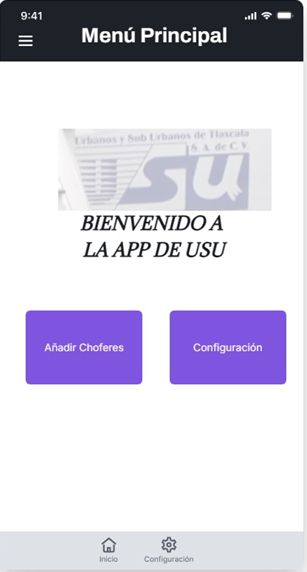 9:41
Menú Principal
Urbanos y Sub Urbanos de Tlaxcala
S.A. de C.V.
USU
BIENVENIDO A
LA APP DE USU
Añadir Choferes
Configuración
Inicio
Configuración